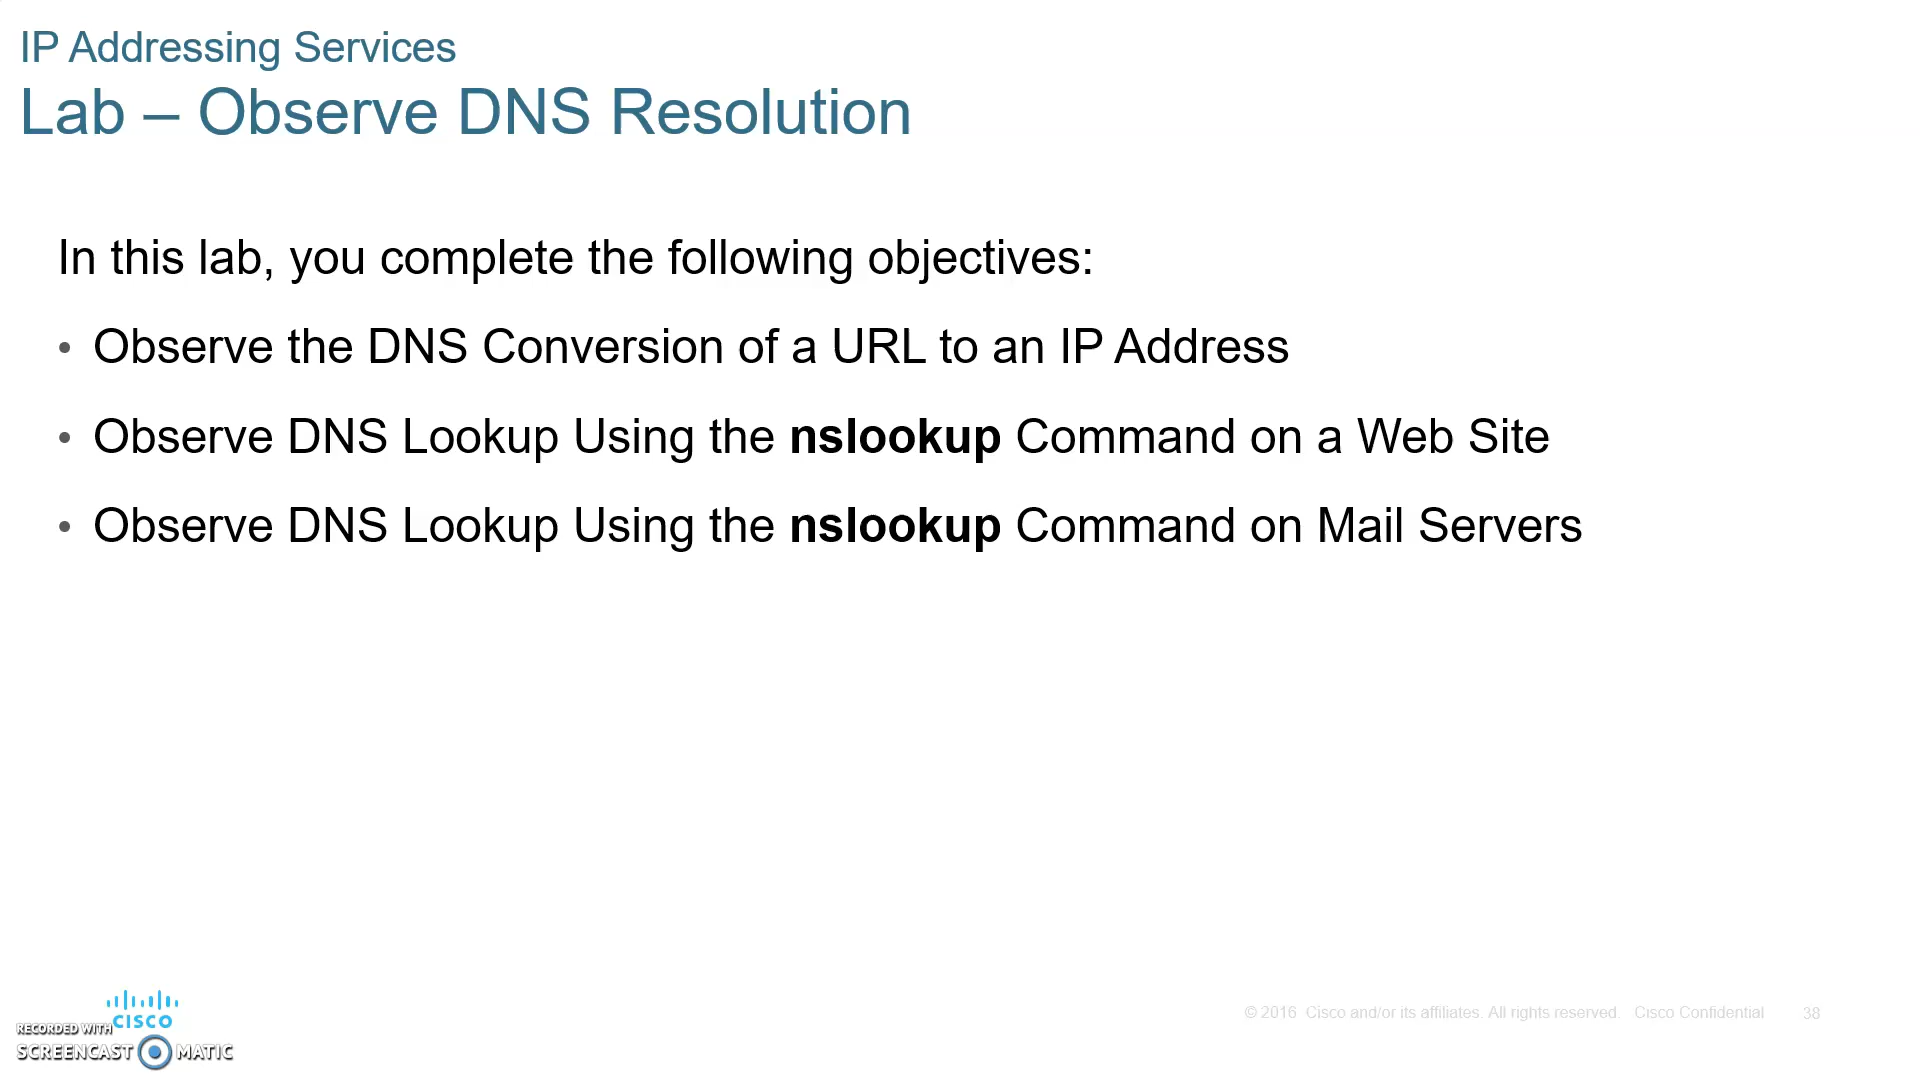 IP Addressing Services
Lab – Observe DNS Resolution
In this lab, you complete the following objectives:
• Observe the DNS Conversion of a URL to an IP Address
• Observe DNS Lookup Using the nslookup Command on a Web Site
• Observe DNS Lookup Using the nslookup Command on Mail Servers
CISCO
RECORDED WITH
SCREENCAST MATIC
© 2016 Cisco and/or its affiliates. All rights reserved. Cisco Confidential 38